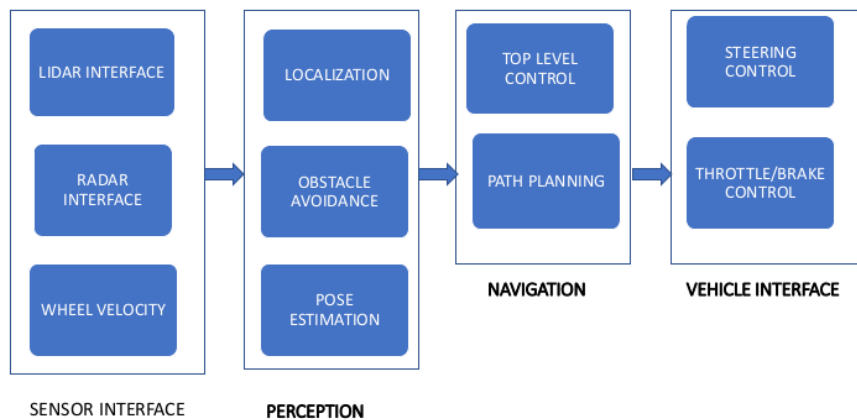 LIDAR INTERFACE
RADAR
INTERFACE
WHEEL VELOCITY
SENSOR INTERFACE
LOCALIZATION
OBSTACLE
AVOIDANCE
POSE
ESTIMATION
PERCEPTION
TOP LEVEL
CONTROL
PATH PLANNING
NAVIGATION
STEERING
CONTROL
THROTTLE/BRAKE
CONTROL
VEHICLE INTERFACE